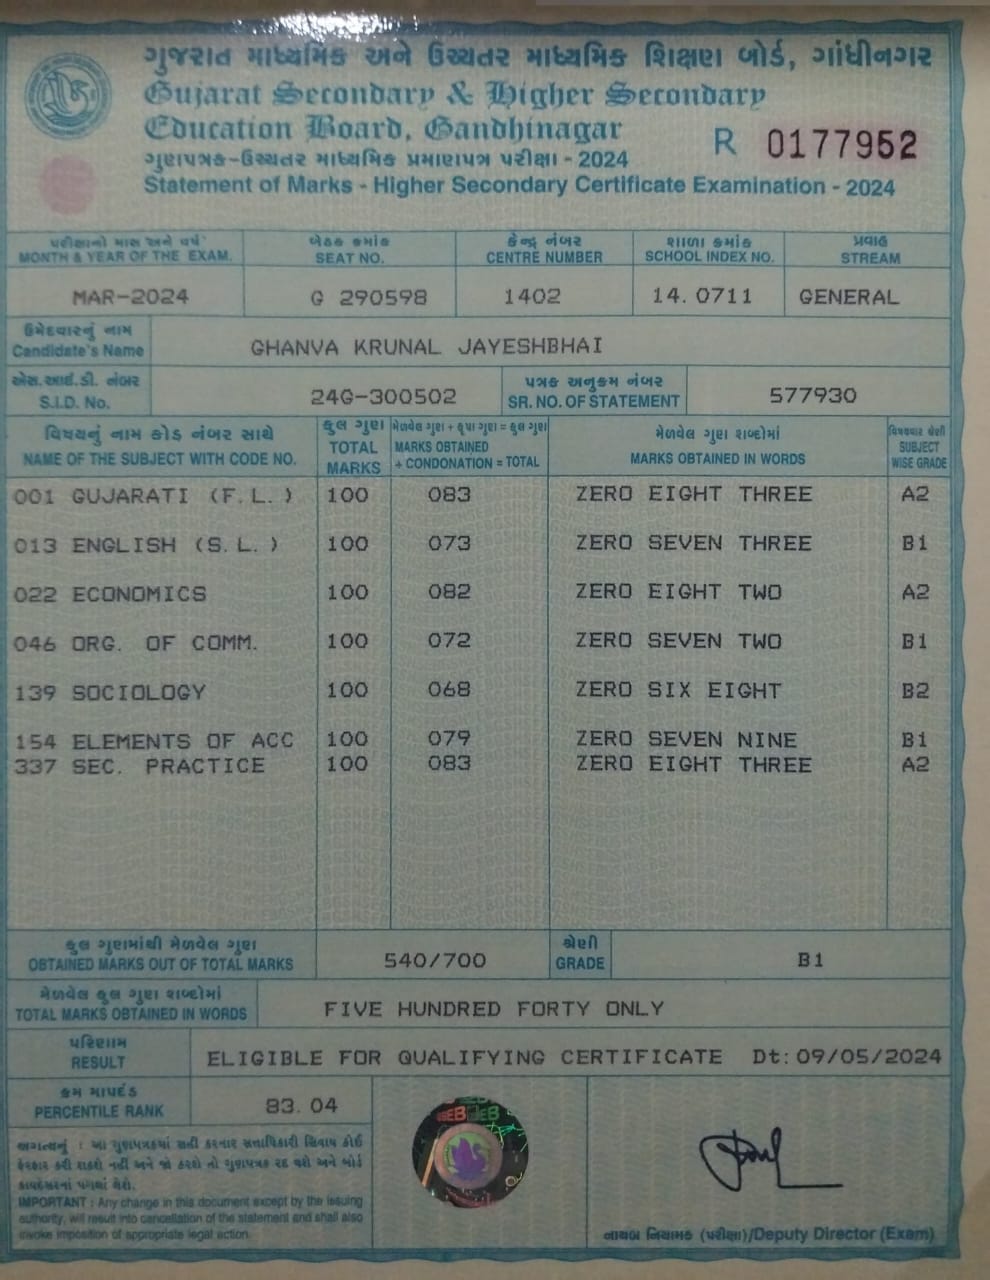 ગુજરાત માધ્યમિક અને ઉચ્ચતર માધ્યમિક શિક્ષણ બોર્ડ, ગાંધીનગર
Gujarat Secondary & Higher Secondary
Education Board, Gandhinagar
R 0177952
ગુણપત્રક-ઉચ્ચતર માધ્યમિક પ્રમાણપત્ર પરીક્ષા - 2024
Statement of Marks - Higher Secondary Certificate Examination - 2024
પરીક્ષાનો માસ અને વર્ષ બેઠક ક્રમાંક કેન્દ્ર નંબર શાળા ક્રમાંક પ્રવાહ
MONTH & YEAR OF THE EXAM. SEAT NO. CENTRE NUMBER SCHOOL INDEX NO. STREAM
MAR-2024 G 290598 1402 14.0711 GENERAL
ઉમેદવારનું નામ
Candidate's Name GHANVA KRUNAL JAYESHBHAI
એસ.આઈ.ડી. નંબર પત્રક અનુક્રમ નંબર
S.I.D. No. 24G-300502 SR. NO. OF STATEMENT 577930
વિષયનું નામ કોડ નંબર સાથે કુલ ગુણ મેળવેલ ગુણ + કૃપા ગુણ = કુલ ગુણ મેળવેલ ગુણ શબ્દોમાં વિષયવાર શ્રેણી
NAME OF THE SUBJECT WITH CODE NO. TOTAL MARKS MARKS OBTAINED + CONDONATION = TOTAL MARKS OBTAINED IN WORDS SUBJECT WISE GRADE
001 GUJARATI (F.L.) 100 083 ZERO EIGHT THREE A2
013 ENGLISH (S.L.) 100 073 ZERO SEVEN THREE B1
022 ECONOMICS 100 082 ZERO EIGHT TWO A2
046 ORG. OF COMM. 100 072 ZERO SEVEN TWO B1
139 SOCIOLOGY 100 068 ZERO SIX EIGHT B2
154 ELEMENTS OF ACC 100 079 ZERO SEVEN NINE B1
337 SEC. PRACTICE 100 083 ZERO EIGHT THREE A2
કુલ ગુણમાંથી મેળવેલ ગુણ શ્રેણી
OBTAINED MARKS OUT OF TOTAL MARKS 540/700 GRADE B1
મેળવેલ કુલ ગુણ શબ્દોમાં
TOTAL MARKS OBTAINED IN WORDS FIVE HUNDRED FORTY ONLY
પરિણામ
RESULT ELIGIBLE FOR QUALIFYING CERTIFICATE Dt:09/05/2024
ક્રમ માપદંડ
PERCENTILE RANK 83.04
અગત્યનું : આ ગુણપત્રકમાં સહી કરનાર સત્તાધિકારી સિવાય કોઈ
ફેરફાર કરી શકશે નહીં અને જો કરશે તો ગુણપત્રક રદ થશે અને બોર્ડ
કાયદેસરનાં પગલાં લેશે.
IMPORTANT : Any change in this document except by the issuing
authority, will result into cancellation of the statement and shall also
invoke imposition of appropriate legal action.
નાયબ નિયામક (પરીક્ષા)/Deputy Director (Exam)